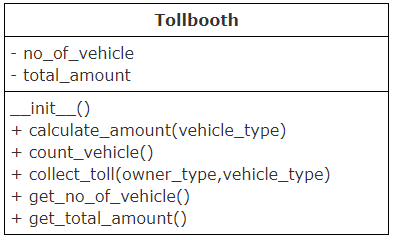 Tollbooth
- no_of_vehicle
- total_amount
__init__()
+ calculate_amount(vehicle_type)
+ count_vehicle()
+ collect_toll(owner_type,vehicle_type)
+ get_no_of_vehicle()
+ get_total_amount()